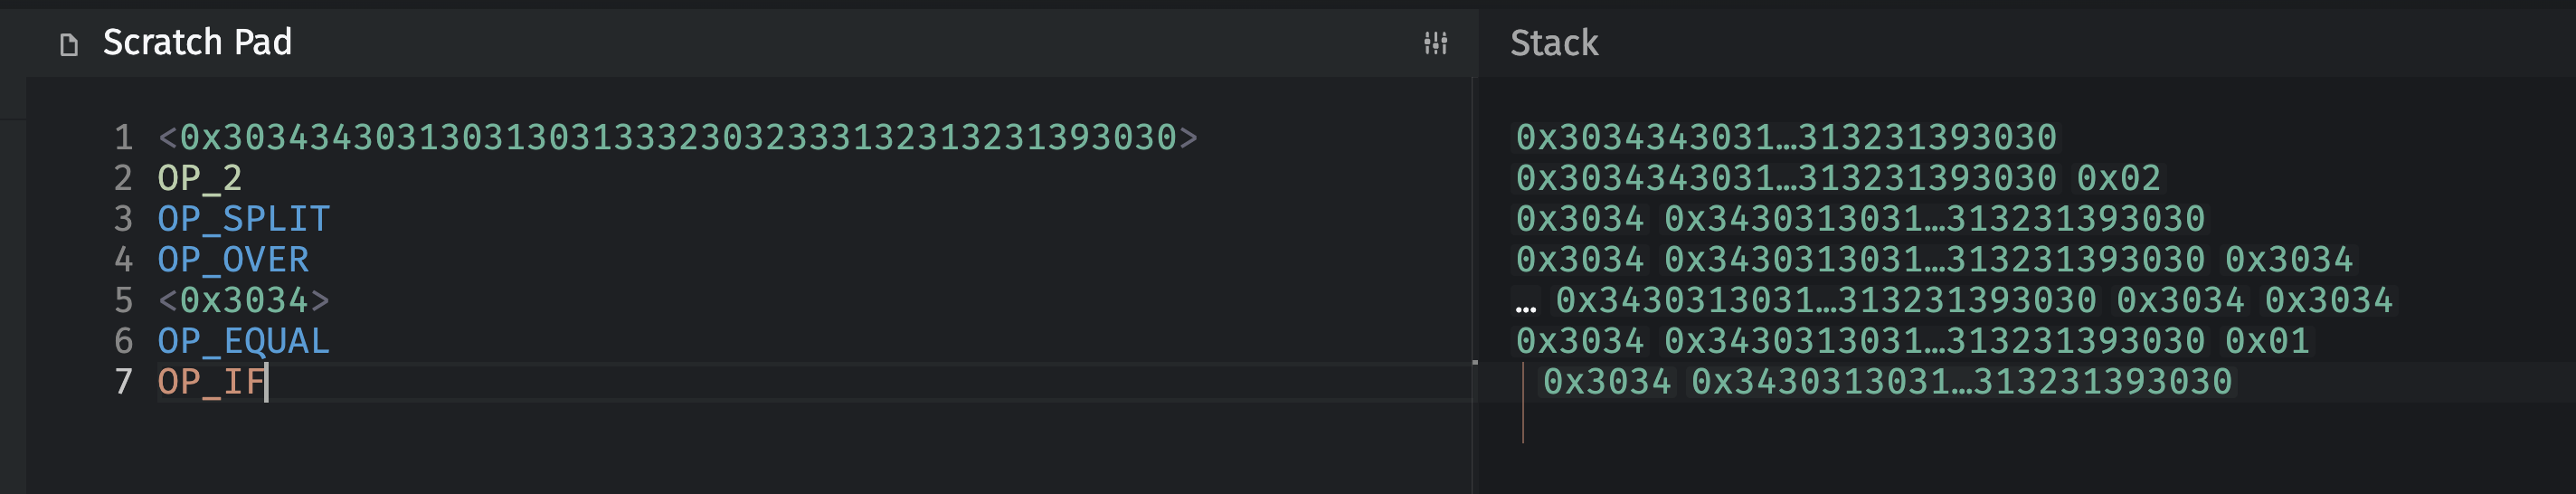 Scratch Pad
Stack
1 <0x30343430313031303133323032333132313231393030>
0x3034343031…313231393030
2 OP_2
0x3034343031…313231393030 0x02
3 OP_SPLIT
0x3034 0x3430313031…313231393030
4 OP_OVER
0x3034 0x3430313031…313231393030 0x3034
5 <0x3034>
… 0x3430313031…313231393030 0x3034 0x3034
6 OP_EQUAL
0x3034 0x3430313031…313231393030 0x01
7 OP_IF
0x3034 0x3430313031…313231393030